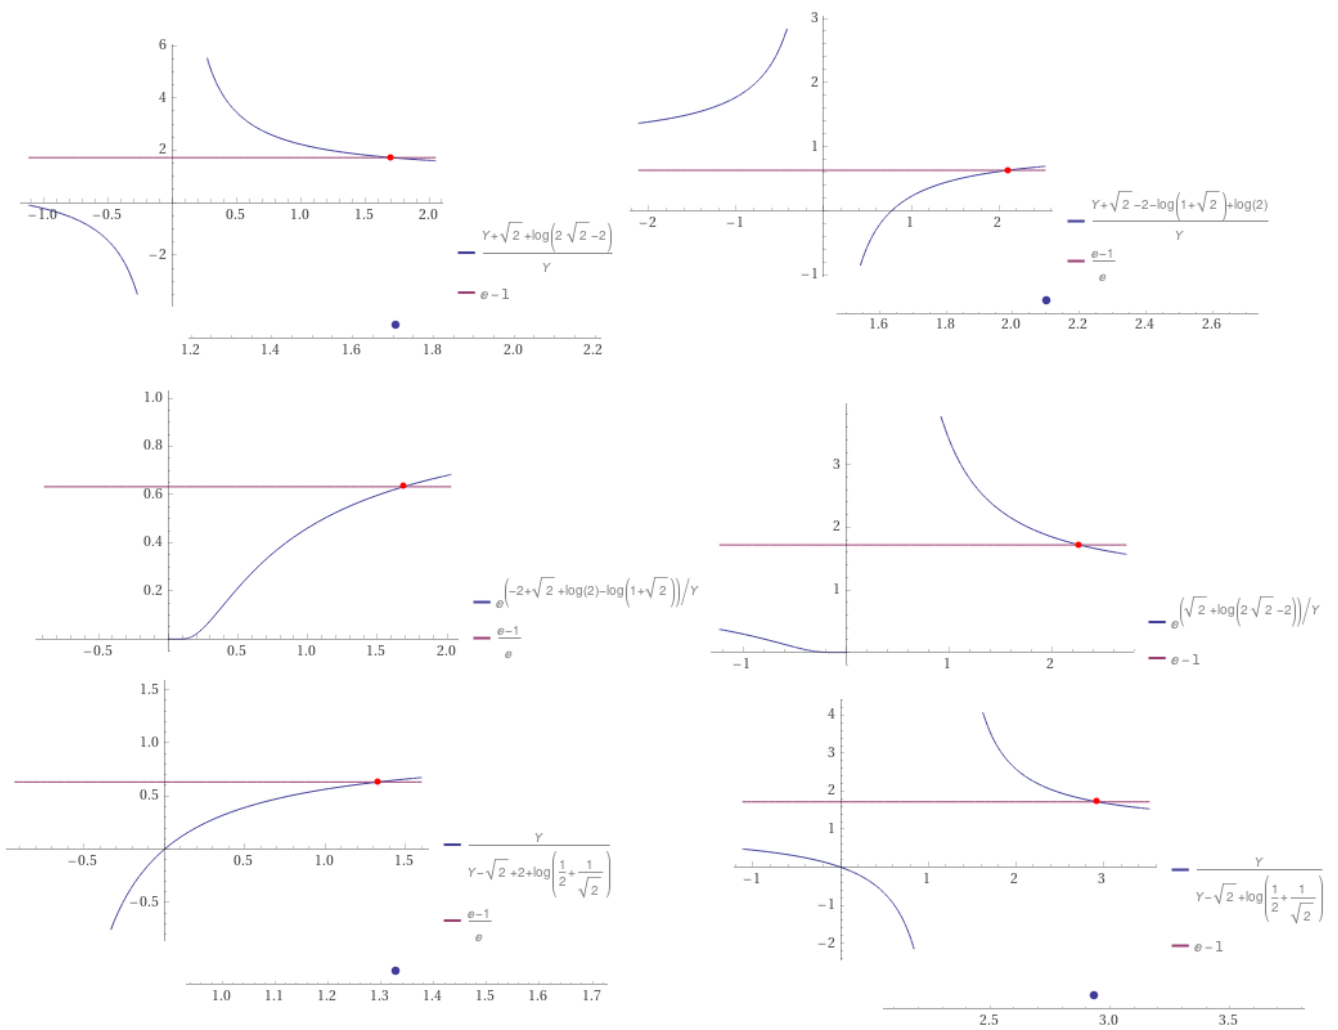 6
4
2
−2
−1.0 −0.5 0.5 1.0 1.5 2.0
Y+√2 +log(2 √2 −2)
Y
e−1
1.2 1.4 1.6 1.8 2.0 2.2
3
2
1
−1
−2 −1 1 2
Y+√2 −2−log(1+√2)+log(2)
Y
e−1
e
1.6 1.8 2.0 2.2 2.4 2.6
1.0
0.8
0.6
0.4
0.2
−0.5 0.5 1.0 1.5 2.0
e^(−2+√2 +log(2)−log(1+√2))/Y
e−1
e
3
2
1
−1 1 2
e^(√2 +log(2 √2 −2))/Y
e−1
1.5
1.0
0.5
−0.5
−0.5 0.5 1.0 1.5
Y
Y−√2 +2+log(1/2+1/√2)
e−1
e
1.0 1.1 1.2 1.3 1.4 1.5 1.6 1.7
4
3
2
1
−1
−2
−1 1 2 3
Y
Y−√2 +log(1/2+1/√2)
e−1
2.5 3.0 3.5